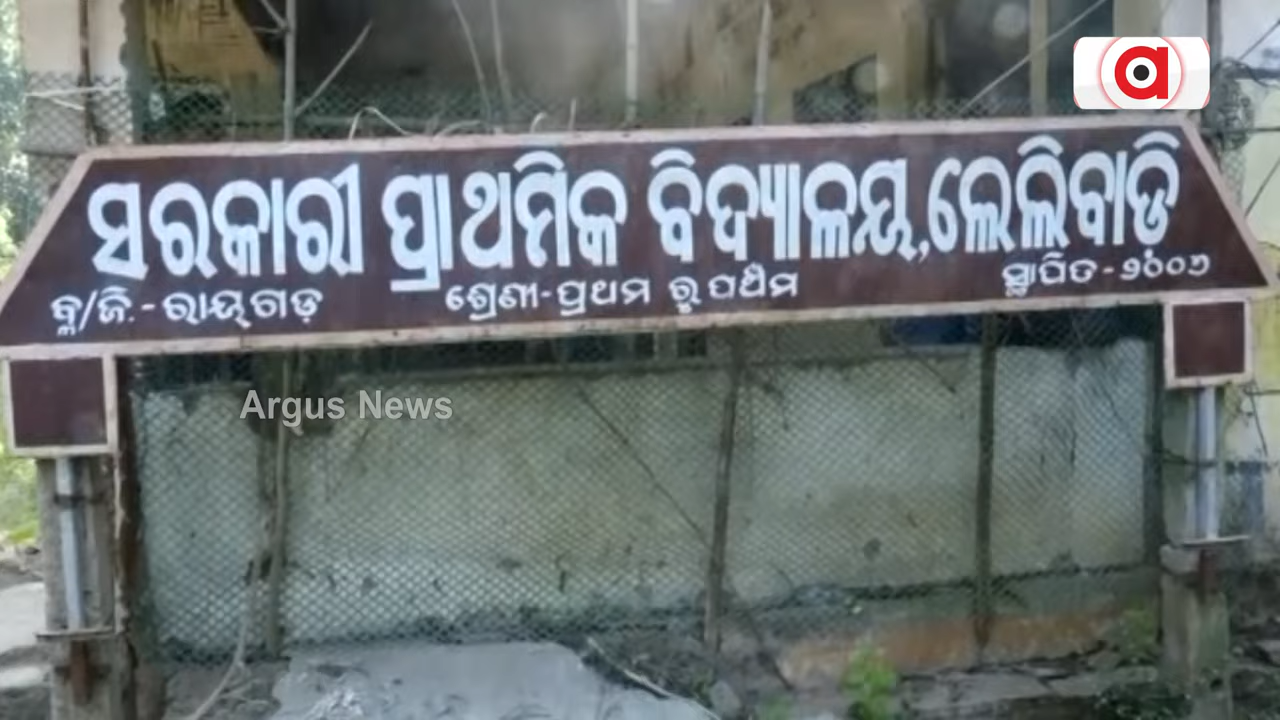 ସରକାରୀ ପ୍ରାଥମିକ ବିଦ୍ୟାଳୟ,ଲେଲିବାଡ଼ି
ବ୍ଲ/ଜି.-ରାୟଗଡ଼ ଶ୍ରେଣୀ-ପ୍ରଥମ ରୁ ପଞ୍ଚମ ସ୍ଥାପିତ-୨୦୦୬
Argus News